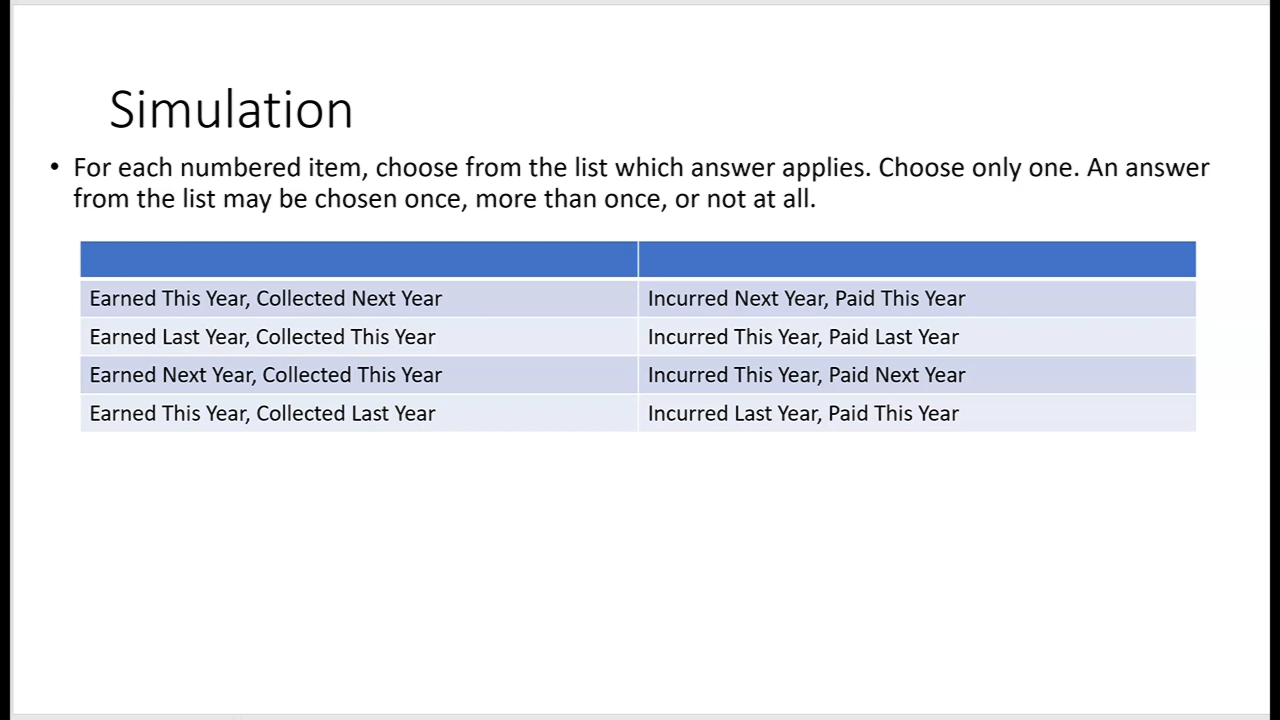 Simulation
• For each numbered item, choose from the list which answer applies. Choose only one. An answer
from the list may be chosen once, more than once, or not at all.
Earned This Year, Collected Next Year Incurred Next Year, Paid This Year
Earned Last Year, Collected This Year Incurred This Year, Paid Last Year
Earned Next Year, Collected This Year Incurred This Year, Paid Next Year
Earned This Year, Collected Last Year Incurred Last Year, Paid This Year